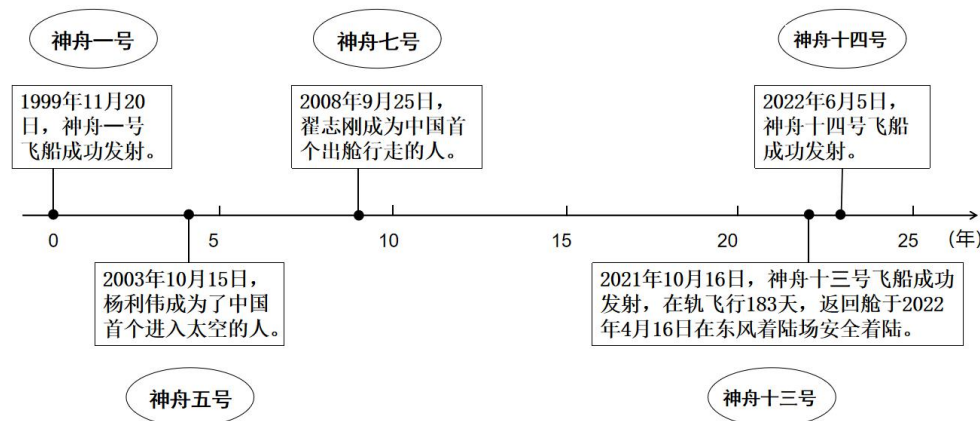 神舟一号
神舟七号
神舟十四号
1999年11月20
日，神舟一号
飞船成功发射。
2008年9月25日，
翟志刚成为中国首
个出舱行走的人。
2022年6月5日，
神舟十四号飞船
成功发射。
0
5
10
15
20
25
(年)
2003年10月15日，
杨利伟成为了中国
首个进入太空的人。
2021年10月16日，神舟十三号飞船成功
发射，在轨飞行183天，返回舱于2022
年4月16日在东风着陆场安全着陆。
神舟五号
神舟十三号